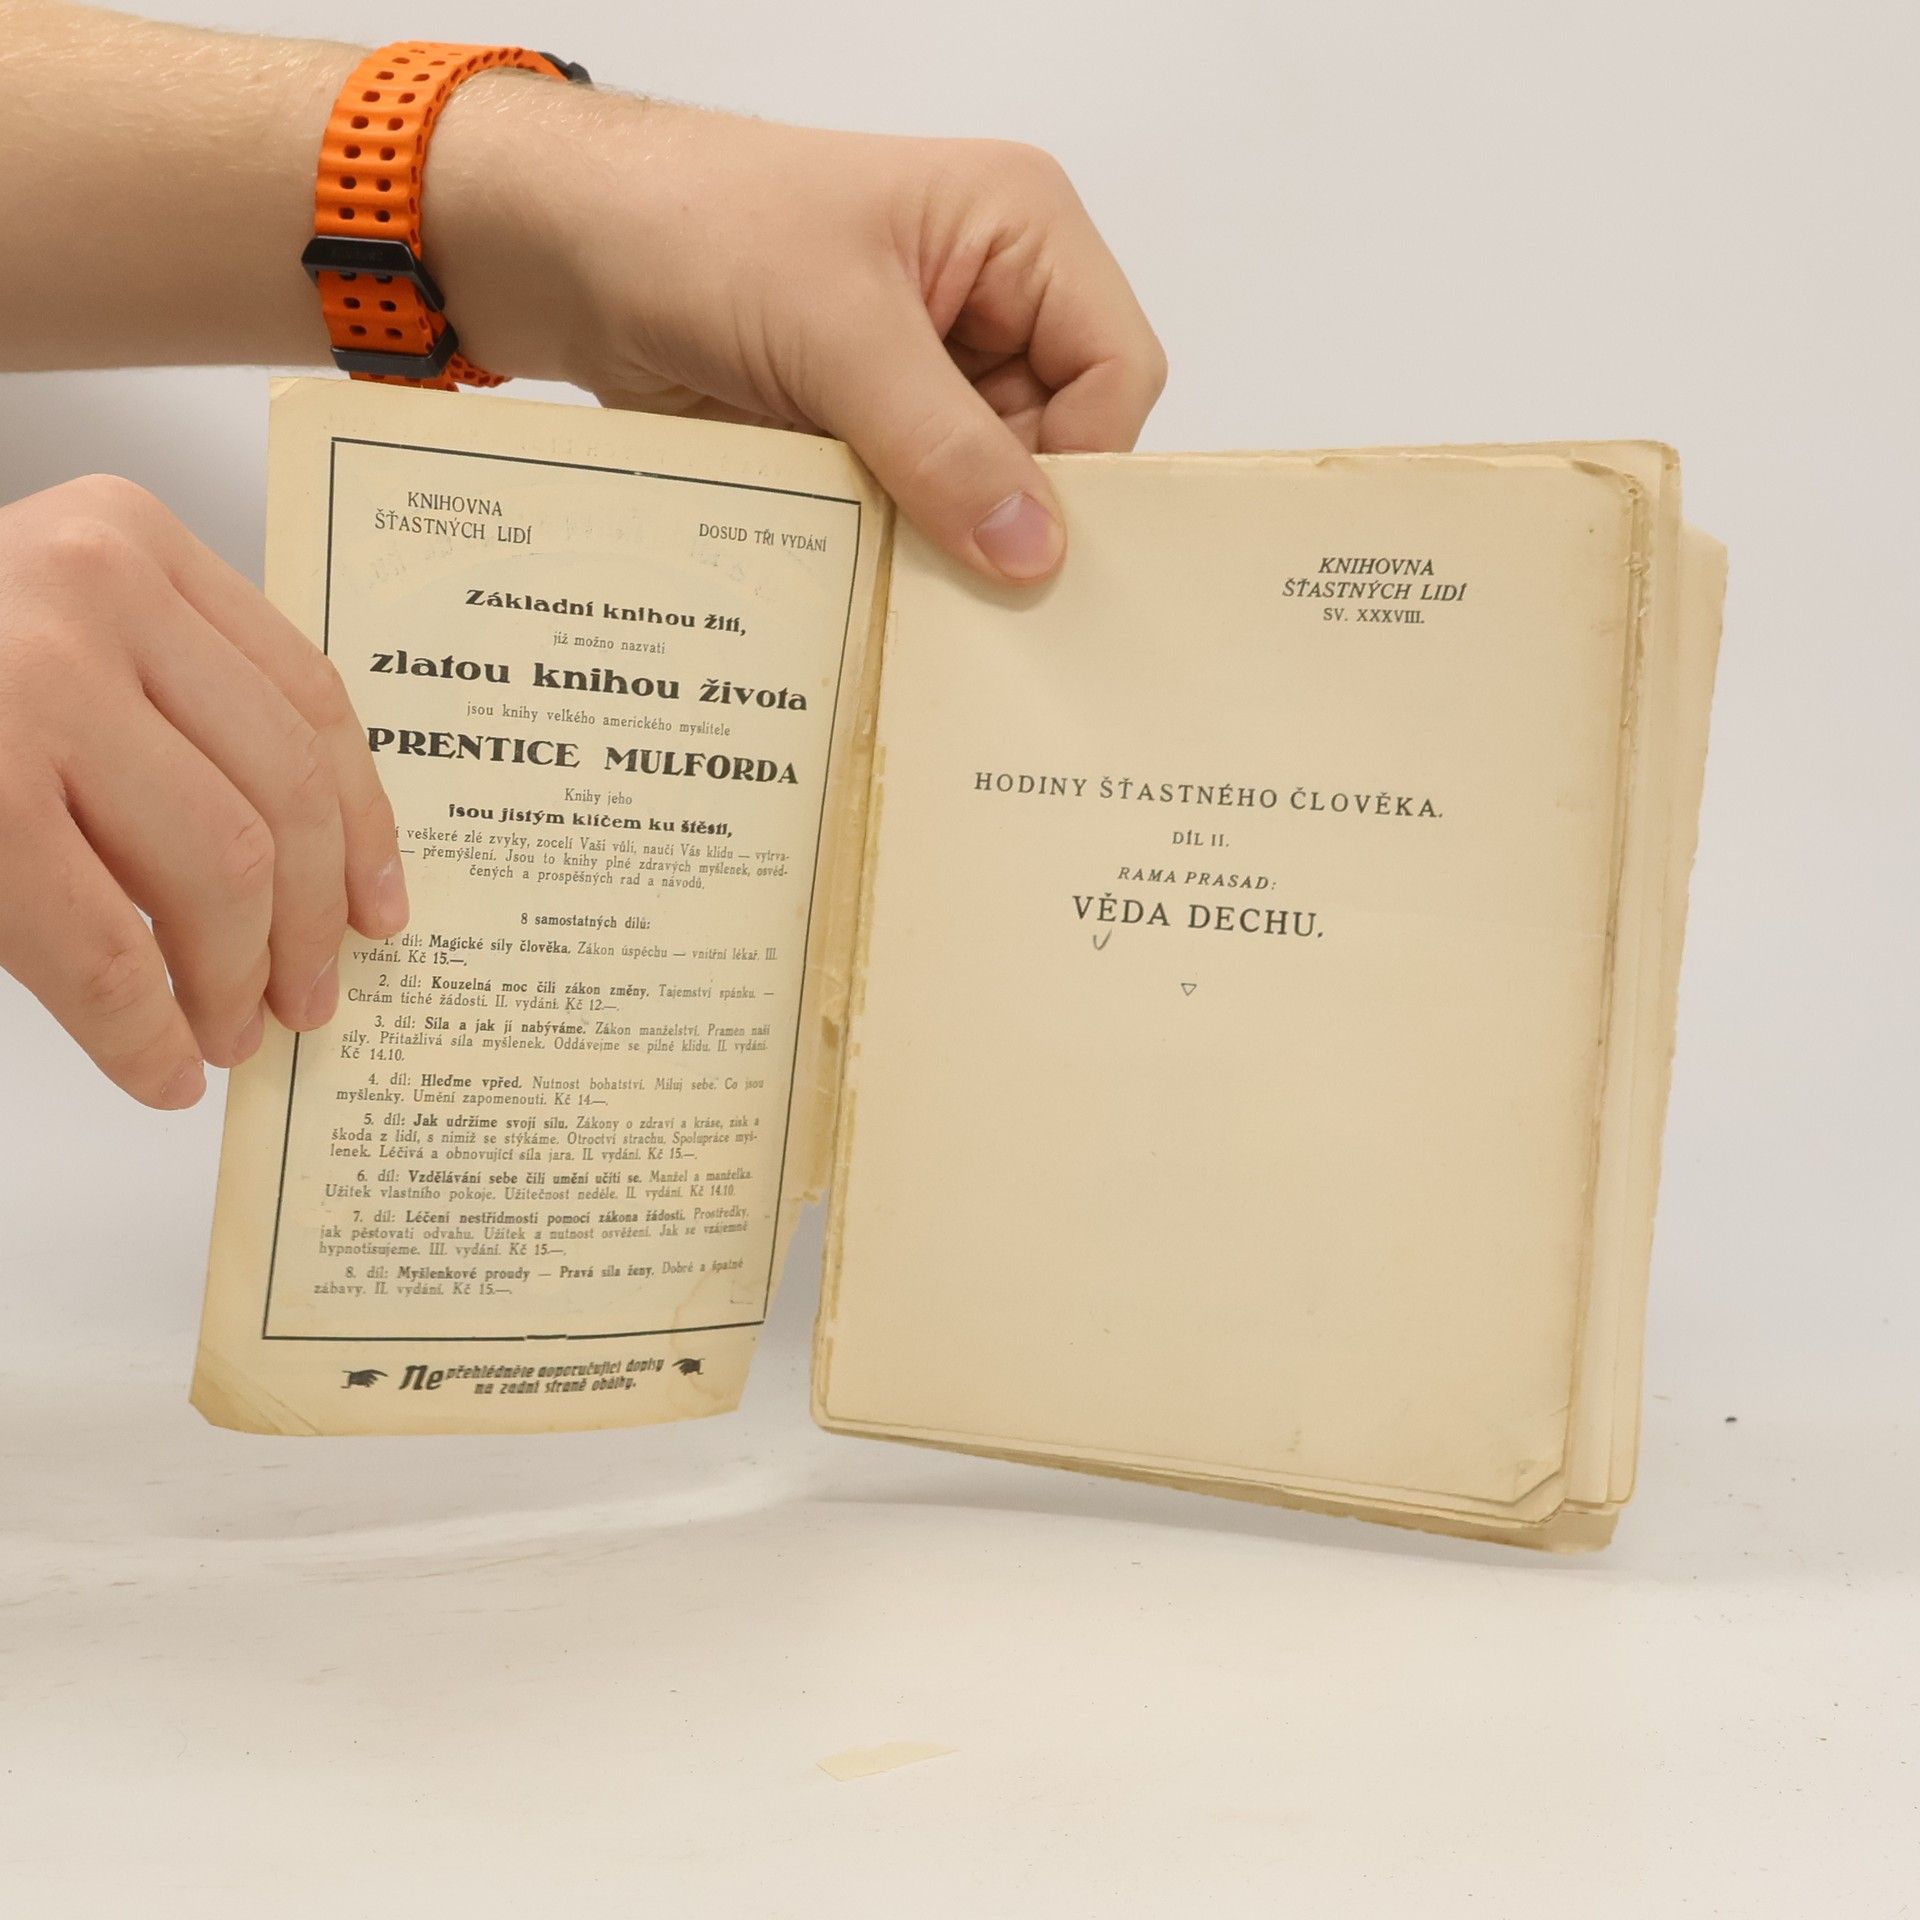 KNIHOVNA
ŠŤASTNÝCH LIDÍ
DOSUD TŘI VYDÁNÍ
Základní knihou žití,
již možno nazvati
zlatou knihou života
jsou knihy velkého amerického myslitele
PRENTICE MULFORDA
Knihy jeho
jsou jistým klíčem ku štěstí,
veškeré zlé zvyky, zocelí Vaši vůli, naučí Vás klidu — vytrva-
— přemýšlení. Jsou to knihy plné zdravých myšlenek, osvěd-
čených a prospěšných rad a návodů.
8 samostatných dílů:
1. díl: Magické síly člověka. Zákon úspěchu — vnitřní lékař. III.
vydání. Kč 15.—.
2. díl: Kouzelná moc čili zákon změny. Tajemství spánku. —
Chrám tiché žádosti. II. vydání. Kč 12.—.
3. díl: Síla a jak jí nabýváme. Zákon manželství. Pramen naší
síly. Přitažlivá síla myšlenek. Oddávejme se pilně klidu. II. vydání.
Kč 14.10.
4. díl: Hleďme vpřed. Nutnost bohatství. Miluj sebe. Co jsou
myšlenky. Umění zapomenouti. Kč 14.—.
5. díl: Jak udržíme svoji sílu. Zákony o zdraví a kráse, zisk a
škoda z lidí, s nimiž se stýkáme. Otroctví strachu. Spolupráce myš-
lenek. Léčivá a obnovující síla jara. II. vydání. Kč 15.—.
6. díl: Vzdělávání sebe čili umění učiti se. Manžel a manželka.
Užitek vlastního pokoje. Užitečnost neděle. II. vydání. Kč 14.10.
7. díl: Léčení nestřídmosti pomocí zákona žádosti. Prostředky,
jak pěstovati odvahu. Užitek a nutnost osvěžení. Jak se vzájemně
hypnotisujeme. III. vydání. Kč 15.—.
8. díl: Myšlenkové proudy — Pravá síla ženy. Dobré a špatné
zábavy. II. vydání. Kč 15.—.
Nepřehlédněte doporučující dopisy
na zadní straně obálky.
KNIHOVNA
ŠŤASTNÝCH LIDÍ
SV. XXXVIII.
HODINY ŠŤASTNÉHO ČLOVĚKA.
DÍL II.
RAMA PRASAD:
VĚDA DECHU.